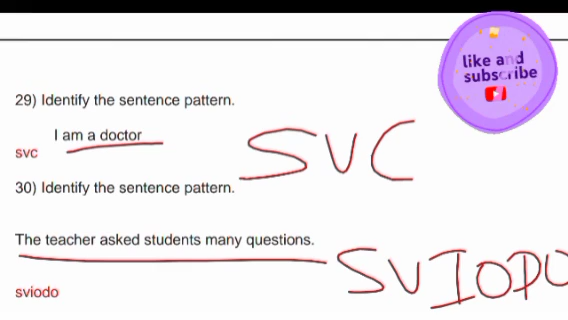 like and
subscribe
29) Identify the sentence pattern.
I am a doctor
svc
SVC
30) Identify the sentence pattern.
The teacher asked students many questions.
SVIODO
sviodo